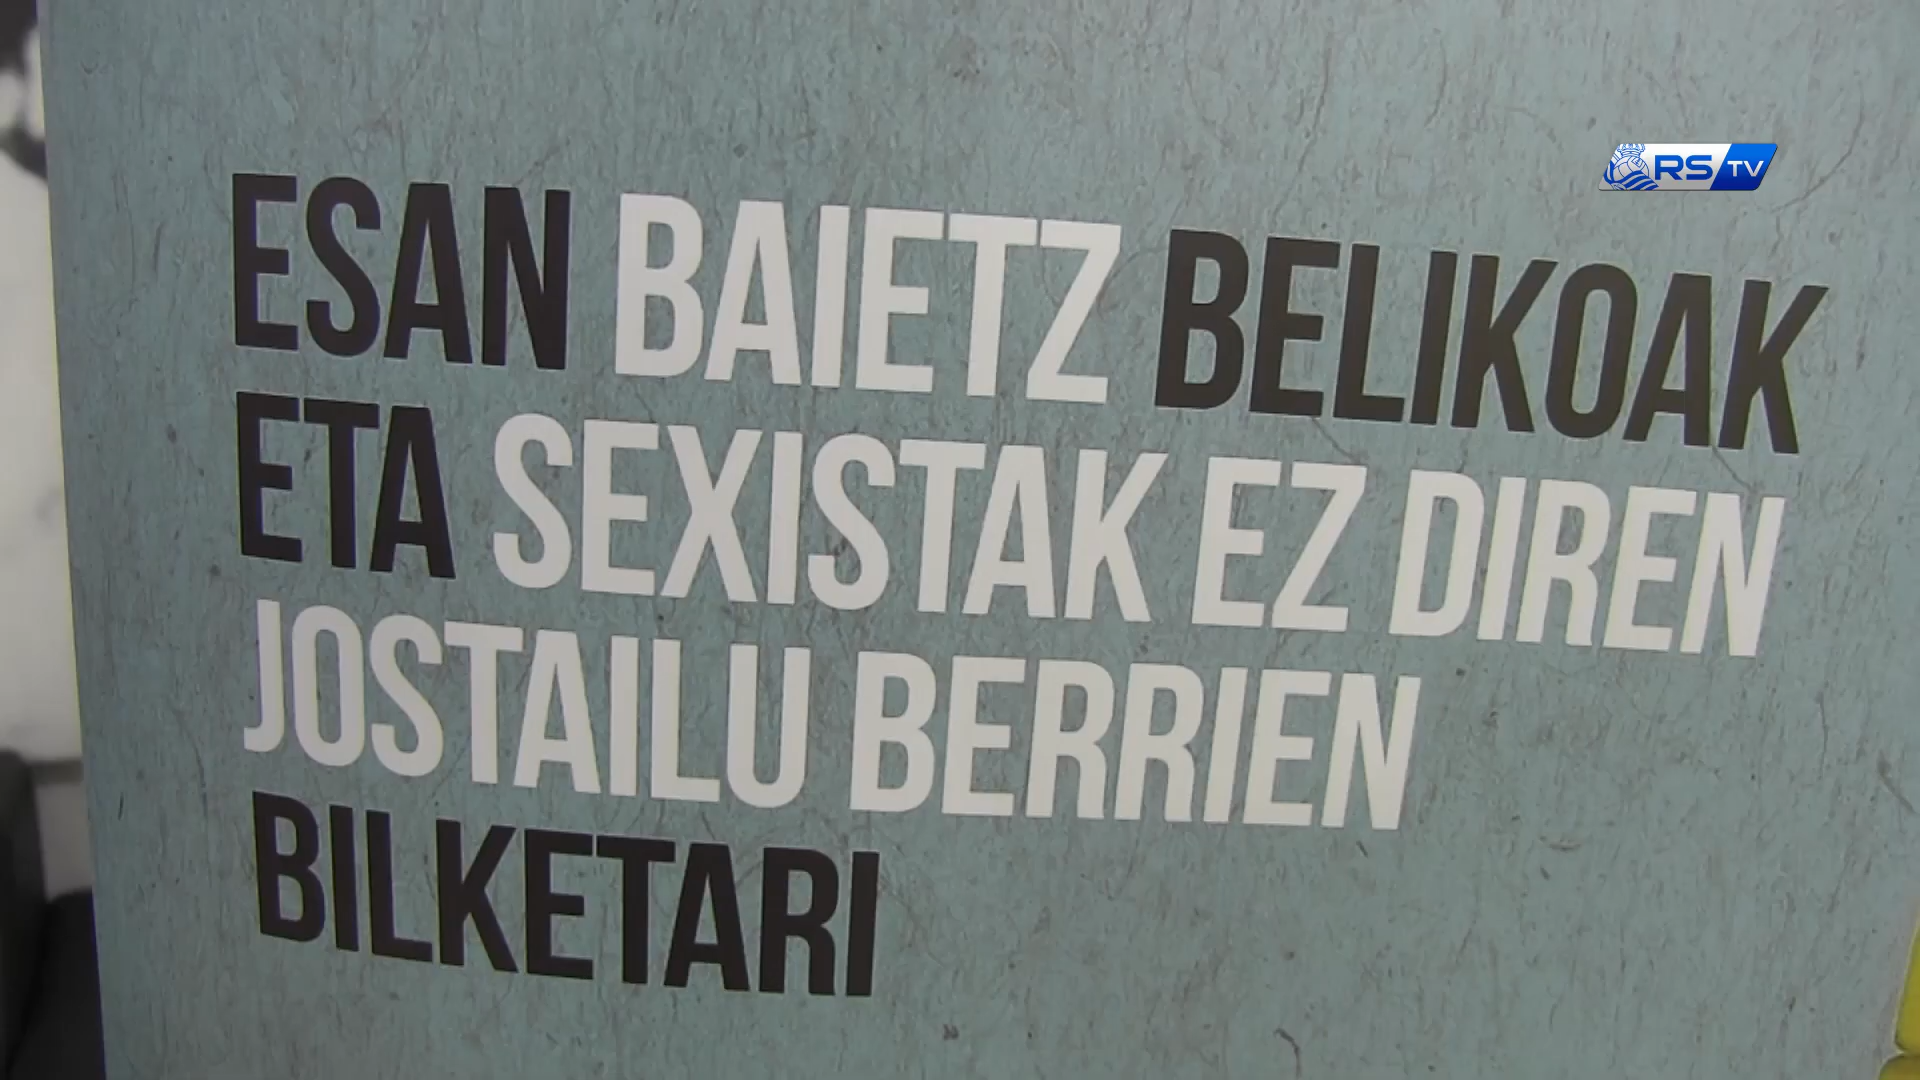 RS TV
ESAN BAIETZ BELIKOAK
ETA SEXISTAK EZ DIREN
JOSTAILU BERRIEN
BILKETARI